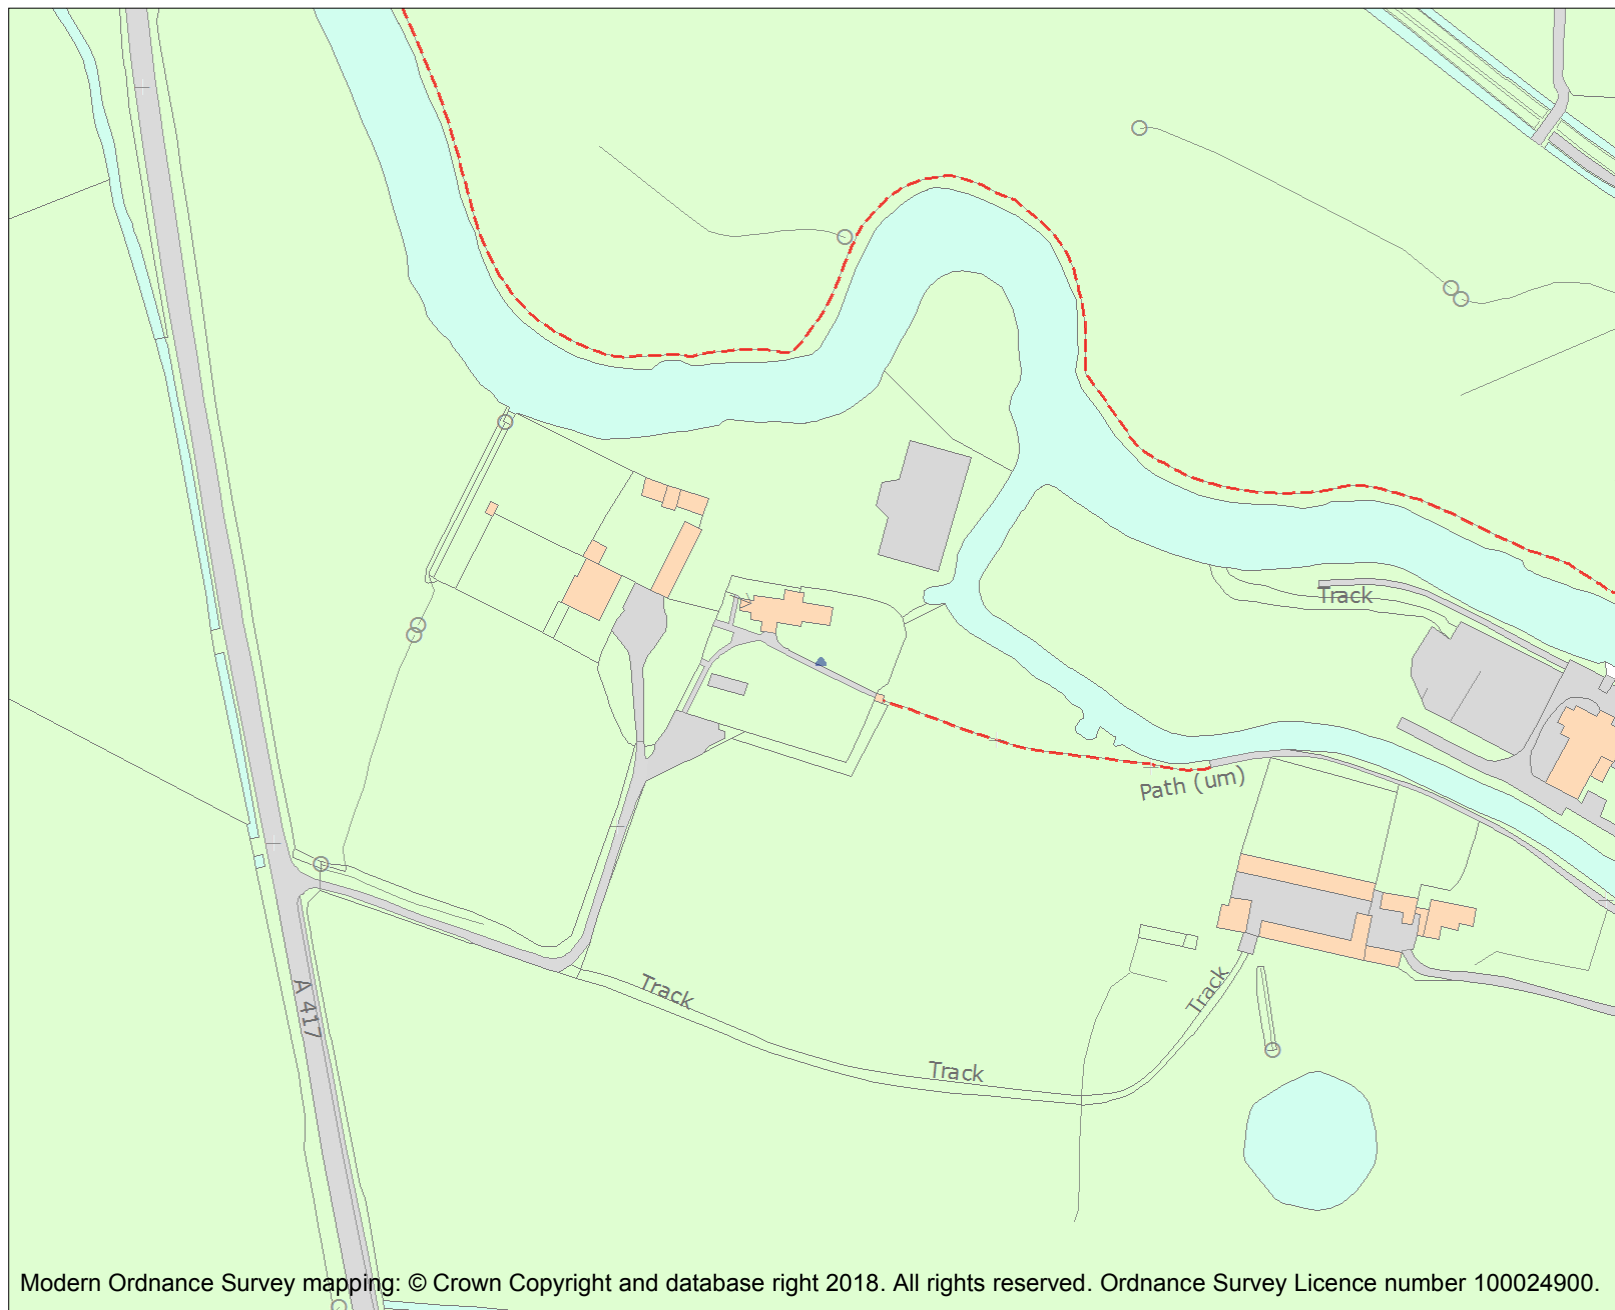 Track
Path (um)
Track
Track
A 417
Track
Modern Ordnance Survey mapping: © Crown Copyright and database right 2018. All rights reserved. Ordnance Survey Licence number 100024900.